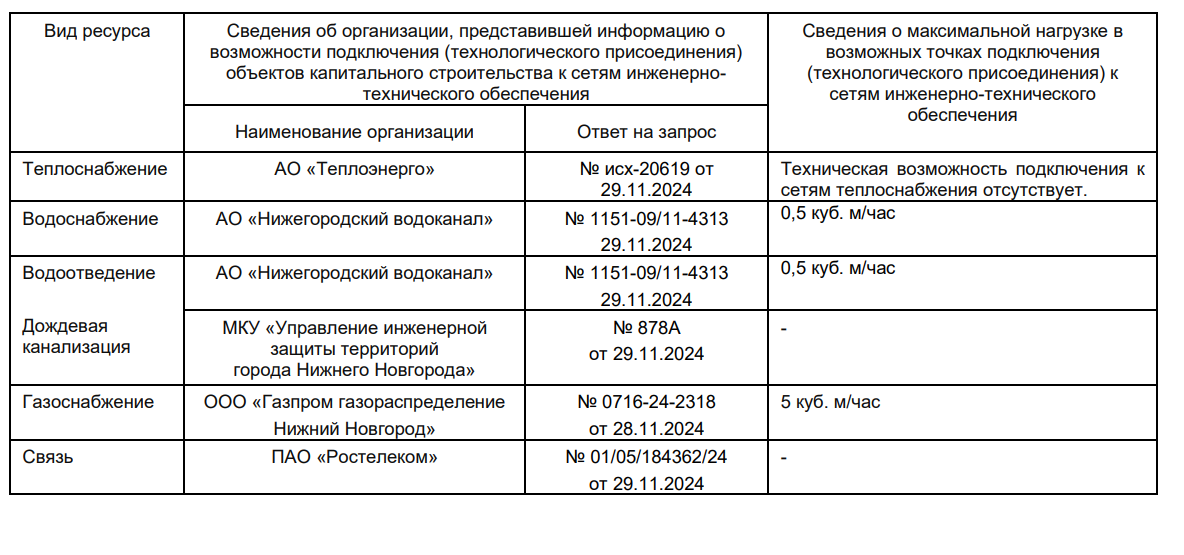 Вид ресурса
Сведения об организации, представившей информацию о
возможности подключения (технологического присоединения)
объектов капитального строительства к сетям инженерно-
технического обеспечения
Сведения о максимальной нагрузке в
возможных точках подключения
(технологического присоединения) к
сетям инженерно-технического
обеспечения
Наименование организации
Ответ на запрос
Теплоснабжение
АО «Теплоэнерго»
№ исх-20619 от
29.11.2024
Техническая возможность подключения к
сетям теплоснабжения отсутствует.
Водоснабжение
АО «Нижегородский водоканал»
№ 1151-09/11-4313
29.11.2024
0,5 куб. м/час
Водоотведение
АО «Нижегородский водоканал»
№ 1151-09/11-4313
29.11.2024
0,5 куб. м/час
Дождевая
канализация
МКУ «Управление инженерной
защиты территорий
города Нижнего Новгорода»
№ 878А
от 29.11.2024
-
Газоснабжение
ООО «Газпром газораспределение
Нижний Новгород»
№ 0716-24-2318
от 28.11.2024
5 куб. м/час
Связь
ПАО «Ростелеком»
№ 01/05/184362/24
от 29.11.2024
-